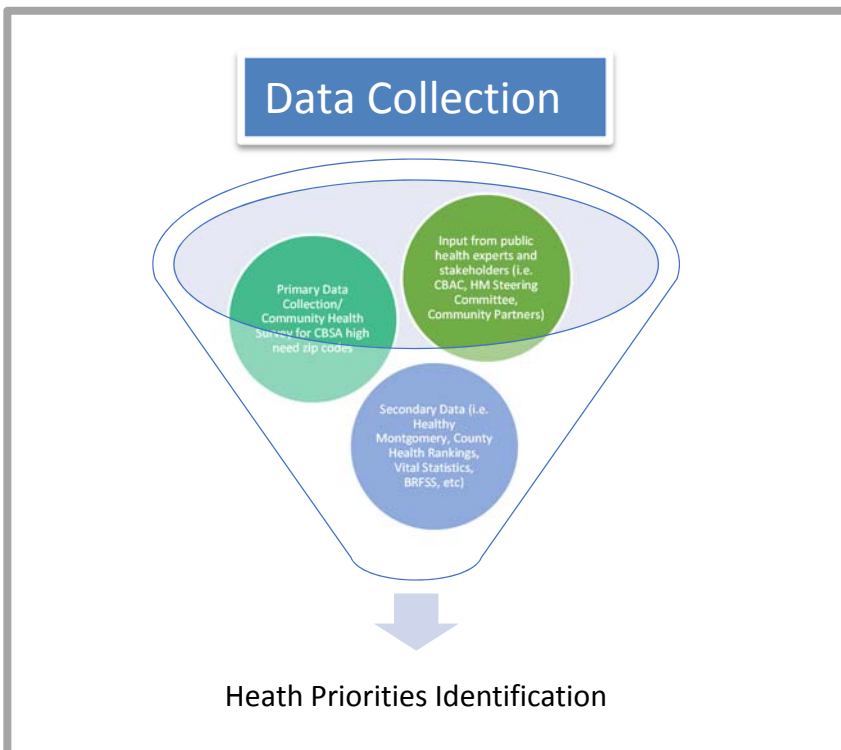 Data Collection
Input from public
health experts and
stakeholders (i.e.
CBAC, HM Steering
Committee,
Community Partners)
Primary Data
Collection/
Community Health
Survey for CBSA high
need zip codes
Secondary Data (i.e.
Healthy
Montgomery, County
Health Rankings,
Vital Statistics,
BRFSS, etc)
Heath Priorities Identification